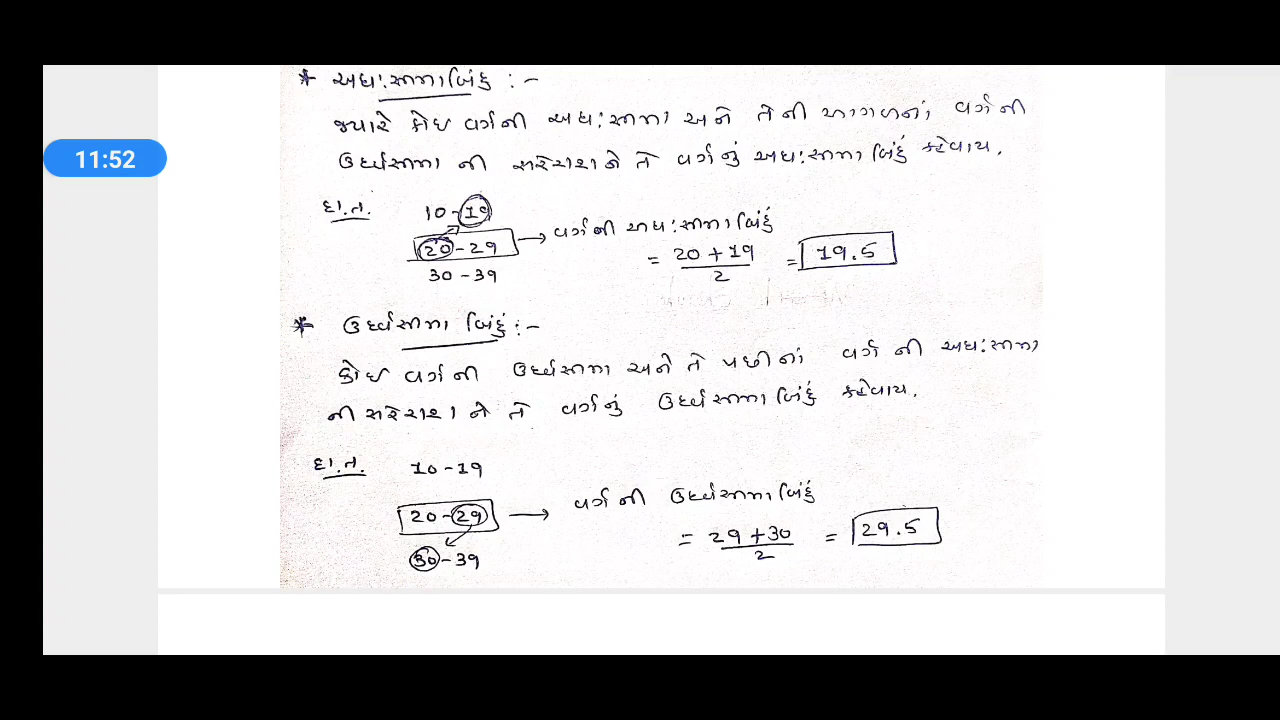 * અધઃસીમાબિંદુ :-
જ્યારે કોઇ વર્ગની અધઃસીમા અને તેની આગળનાં વર્ગની
11:52
ઉર્ધ્વસીમા ની સરેરાશને તે વર્ગનું અધઃસીમા બિંદું કહેવાય.
દા.ત. 10-19
20-29 → વર્ગની અધઃસીમા બિંદું
= 20 + 19 / 2 = 19.5
30-39
* ઉર્ધ્વસીમા બિંદું :-
કોઇ વર્ગની ઉર્ધ્વસીમા અને તે પછીનાં વર્ગ ની અધઃસીમા
ની સરેરાશ ને તે વર્ગનું ઉર્ધ્વસીમા બિંદું કહેવાય.
દા.ત. 10-19
20-29 → વર્ગ ની ઉર્ધ્વસીમા બિંદું
= 29 + 30 / 2 = 29.5
30-39